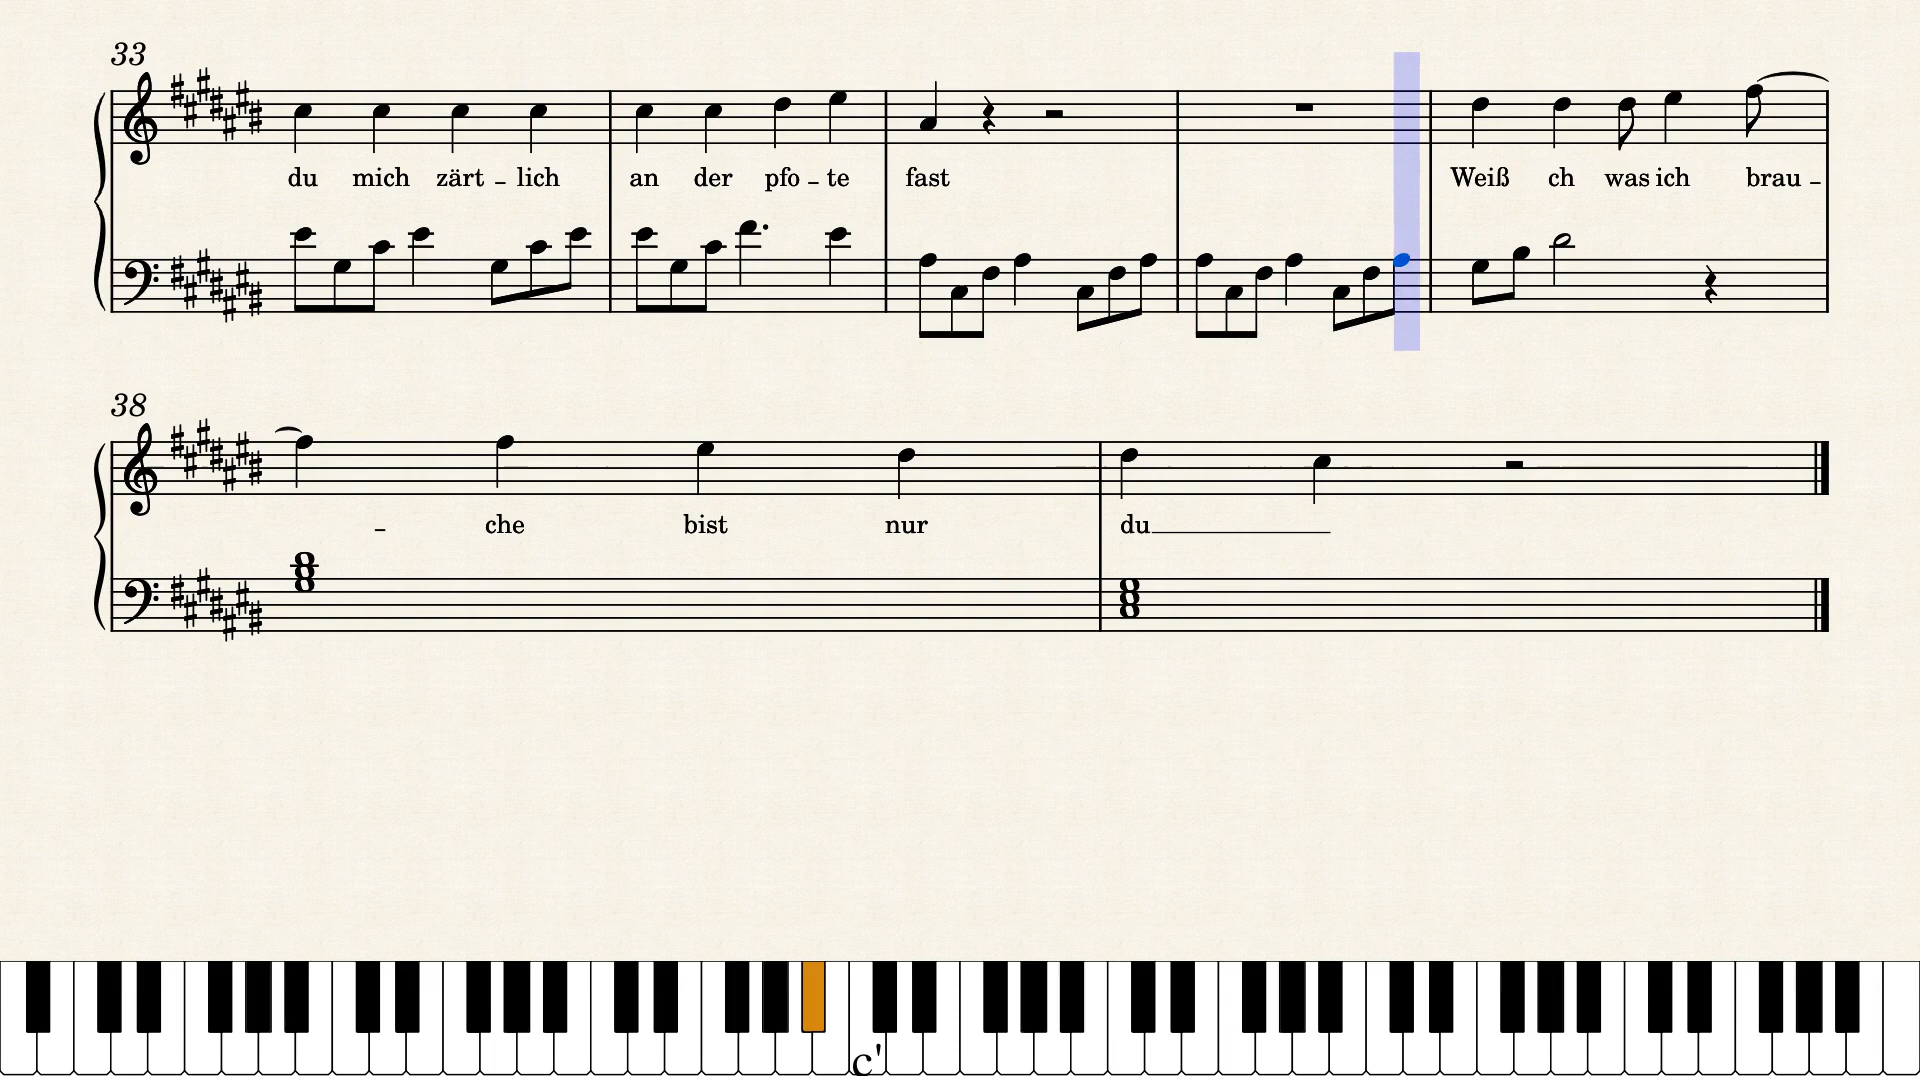 33
du mich zärt – lich an der pfo – te fast Weiß ch was ich brau –
38
– che bist nur du
c'